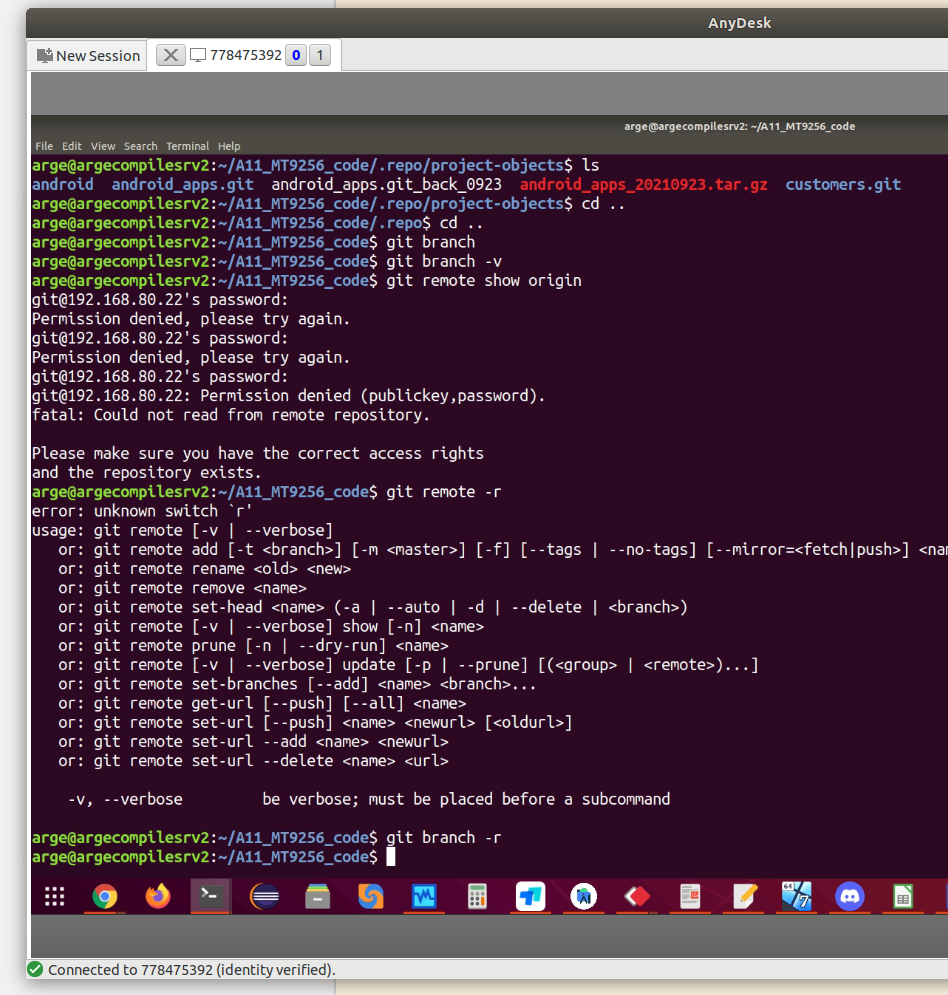 AnyDesk
New Session
778475392 0 1
arge@argecompilesrv2: ~/A11_MT9256_code
File Edit View Search Terminal Help
arge@argecompilesrv2:~/A11_MT9256_code/.repo/project-objects$ ls
android android_apps.git android_apps.git_back_0923 android_apps_20210923.tar.gz customers.git
arge@argecompilesrv2:~/A11_MT9256_code/.repo/project-objects$ cd ..
arge@argecompilesrv2:~/A11_MT9256_code/.repo$ cd ..
arge@argecompilesrv2:~/A11_MT9256_code$ git branch
arge@argecompilesrv2:~/A11_MT9256_code$ git branch -v
arge@argecompilesrv2:~/A11_MT9256_code$ git remote show origin
git@192.168.80.22's password:
Permission denied, please try again.
git@192.168.80.22's password:
Permission denied, please try again.
git@192.168.80.22's password:
git@192.168.80.22: Permission denied (publickey,password).
fatal: Could not read from remote repository.
Please make sure you have the correct access rights
and the repository exists.
arge@argecompilesrv2:~/A11_MT9256_code$ git remote -r
error: unknown switch `r'
usage: git remote [-v | --verbose]
or: git remote add [-t <branch>] [-m <master>] [-f] [--tags | --no-tags] [--mirror=<fetch|push>] <nam
or: git remote rename <old> <new>
or: git remote remove <name>
or: git remote set-head <name> (-a | --auto | -d | --delete | <branch>)
or: git remote [-v | --verbose] show [-n] <name>
or: git remote prune [-n | --dry-run] <name>
or: git remote [-v | --verbose] update [-p | --prune] [(<group> | <remote>)...]
or: git remote set-branches [--add] <name> <branch>...
or: git remote get-url [--push] [--all] <name>
or: git remote set-url [--push] <name> <newurl> [<oldurl>]
or: git remote set-url --add <name> <newurl>
or: git remote set-url --delete <name> <url>
-v, --verbose be verbose; must be placed before a subcommand
arge@argecompilesrv2:~/A11_MT9256_code$ git branch -r
arge@argecompilesrv2:~/A11_MT9256_code$
64 7
Connected to 778475392 (identity verified).